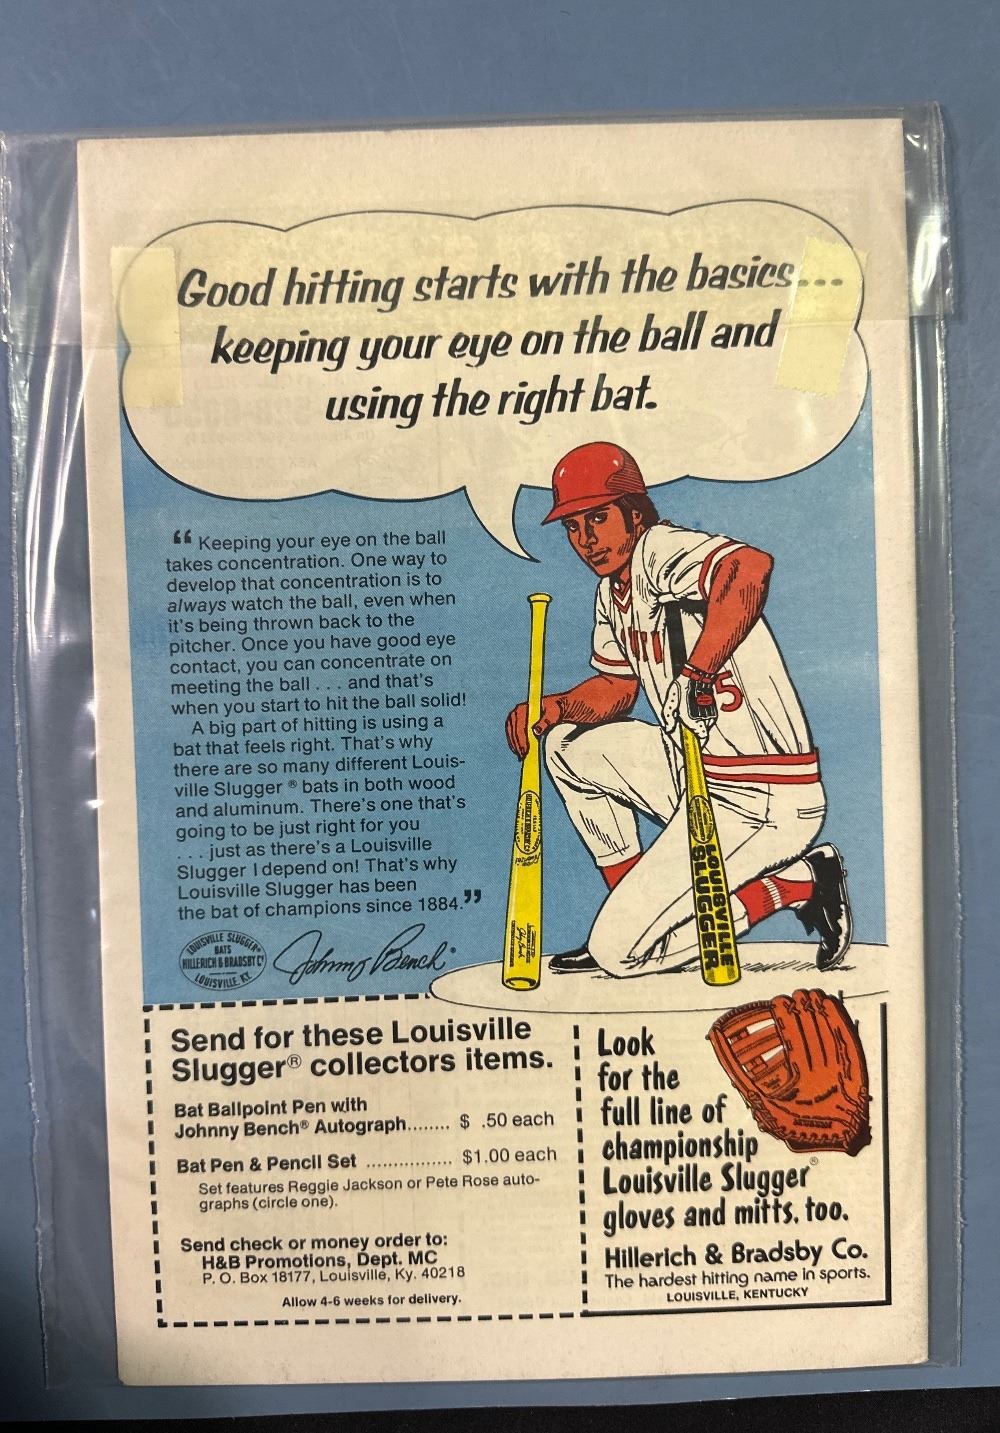 Good hitting starts with the basics...
keeping your eye on the ball and
using the right bat.
“ Keeping your eye on the ball
takes concentration. One way to
develop that concentration is to
always watch the ball, even when
it's being thrown back to the
pitcher. Once you have good eye
contact, you can concentrate on
meeting the ball . . . and that's
when you start to hit the ball solid!
A big part of hitting is using a
bat that feels right. That's why
there are so many different Louis-
ville Slugger ® bats in both wood
and aluminum. There's one that's
going to be just right for you
. . . just as there's a Louisville
Slugger I depend on! That's why
Louisville Slugger has been
the bat of champions since 1884.”
LOUISVILLE SLUGGER®
BATS
HILLERICH & BRADSBY Cº
LOUISVILLE, KY.
Johnny Bench®
5
LOUISVILLE
SLUGGER
Send for these Louisville
Slugger® collectors items.
Bat Ballpoint Pen with
Johnny Bench® Autograph........ $ .50 each
Bat Pen & Pencil Set ................ $1.00 each
Set features Reggie Jackson or Pete Rose auto-
graphs (circle one).
Send check or money order to:
H&B Promotions, Dept. MC
P. O. Box 18177, Louisville, Ky. 40218
Allow 4-6 weeks for delivery.
Look
for the
full line of
championship
Louisville Slugger®
gloves and mitts, too.
Hillerich & Bradsby Co.
The hardest hitting name in sports.
LOUISVILLE, KENTUCKY